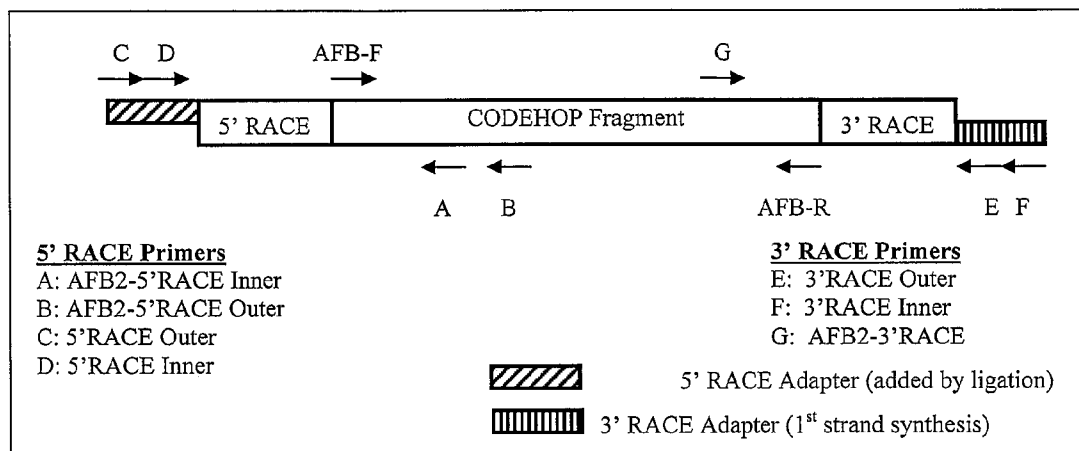 C D AFB-F G
5' RACE CODEHOP Fragment 3' RACE
A B AFB-R E F
5' RACE Primers
A: AFB2-5'RACE Inner
B: AFB2-5'RACE Outer
C: 5'RACE Outer
D: 5'RACE Inner
3' RACE Primers
E: 3'RACE Outer
F: 3'RACE Inner
G: AFB2-3'RACE
5' RACE Adapter (added by ligation)
3' RACE Adapter (1st strand synthesis)